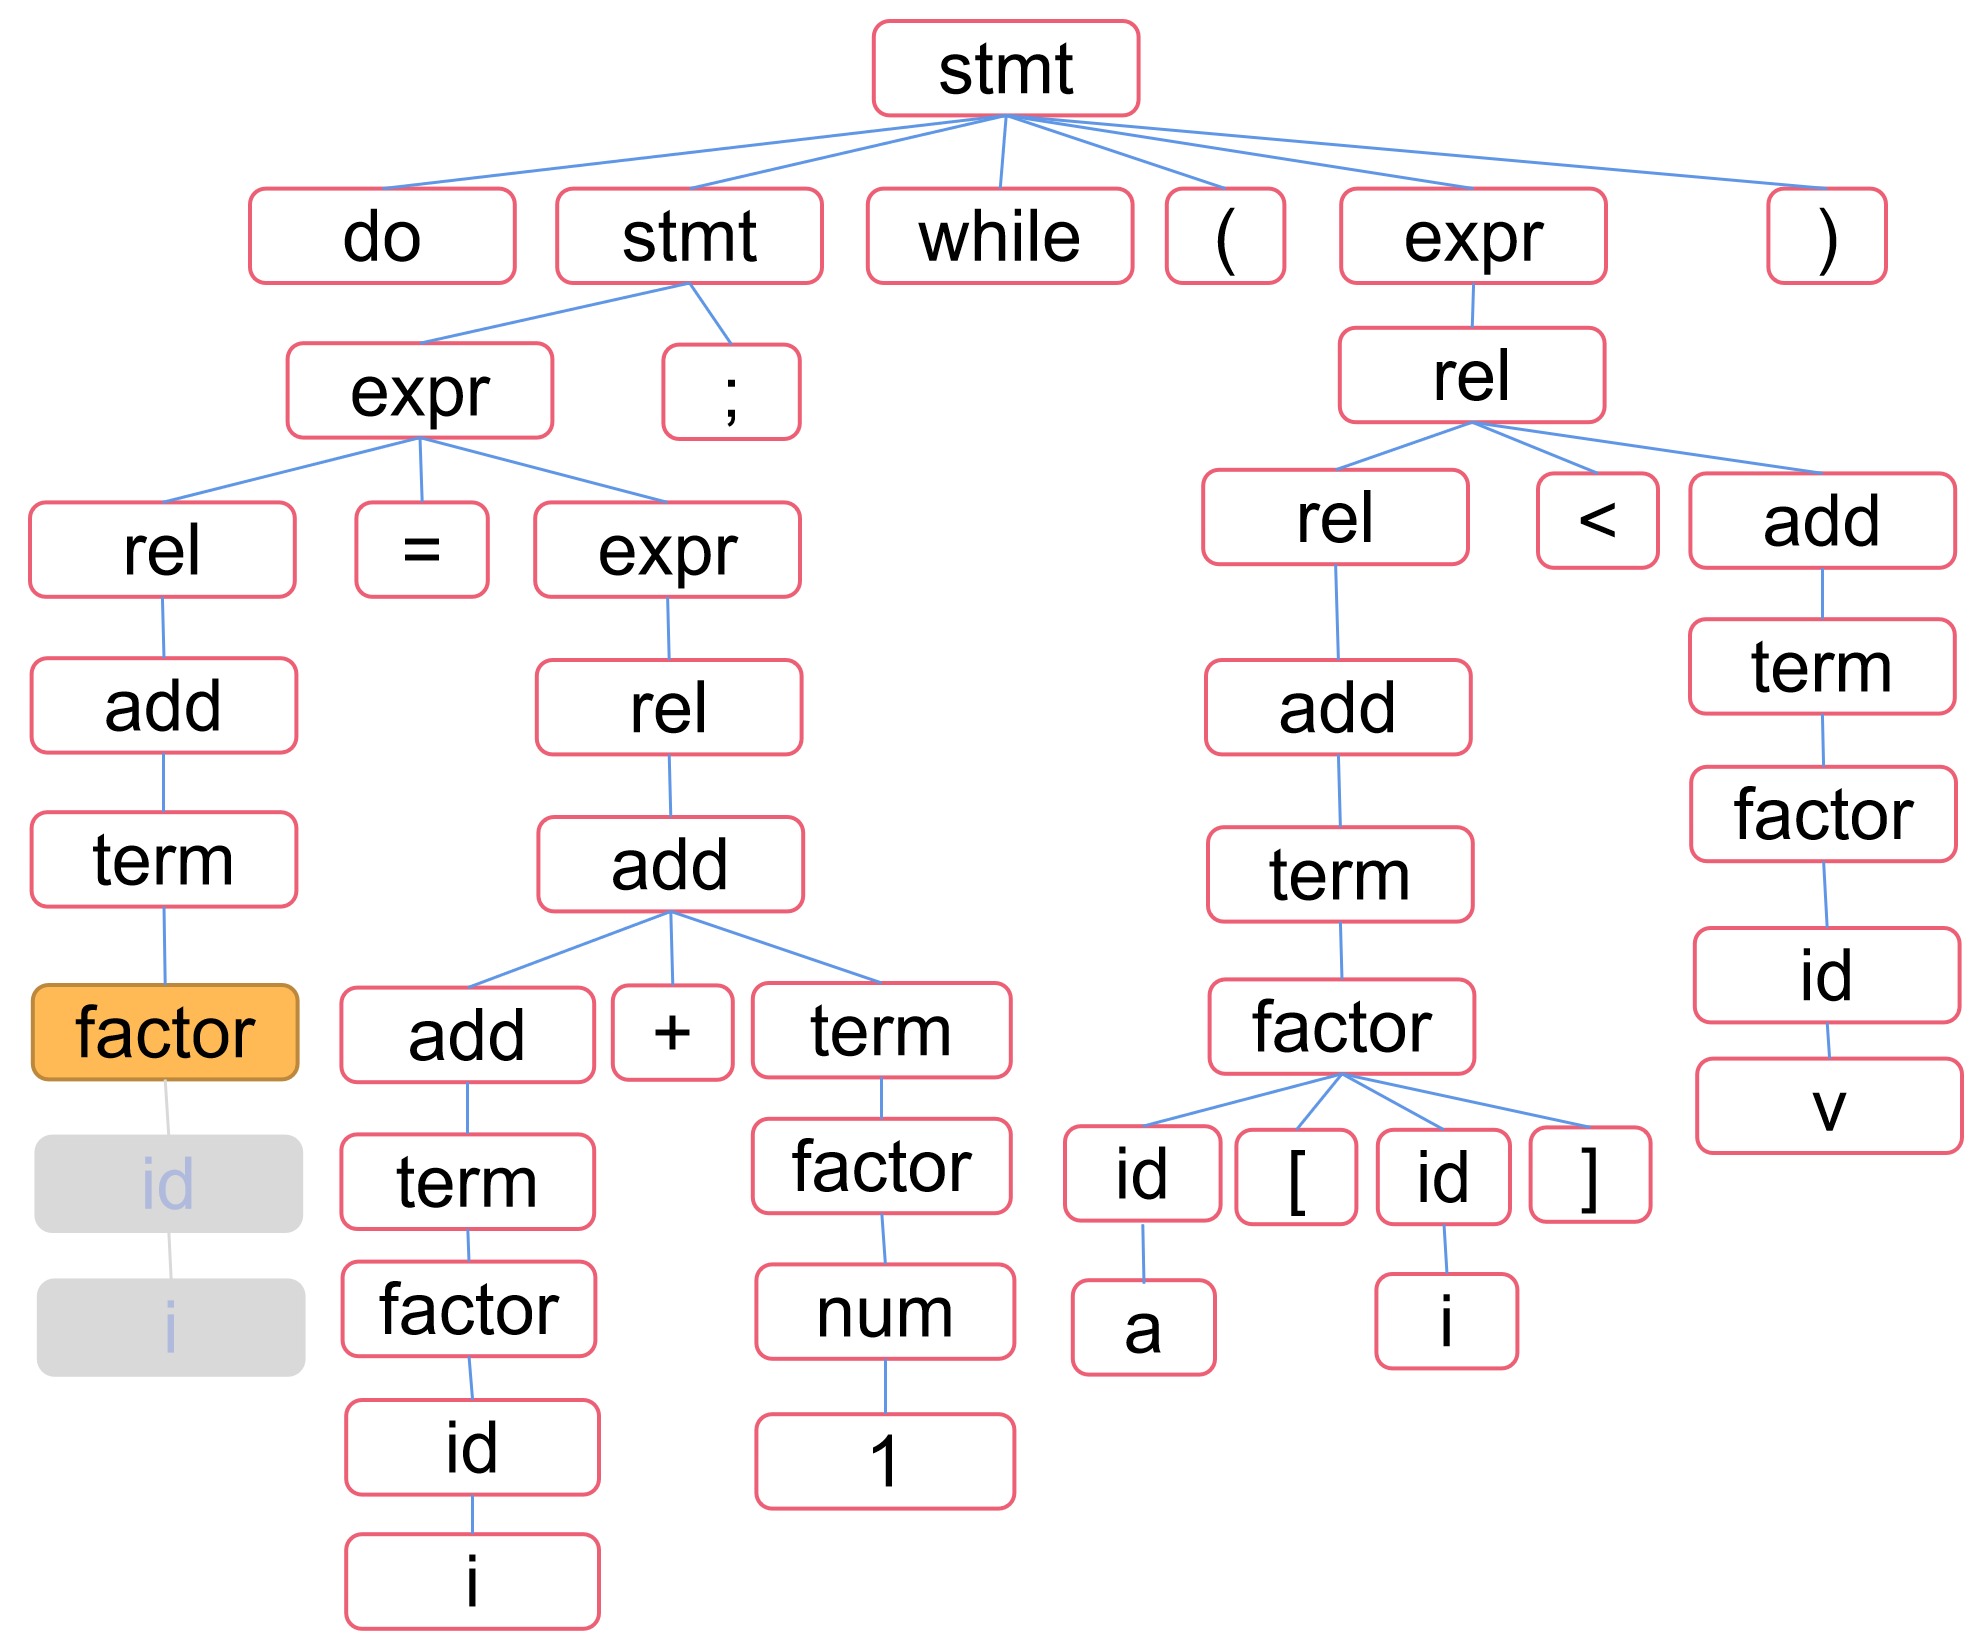 stmt
do stmt while ( expr )
expr ; rel
rel = expr rel < add
add rel add term
term add term factor
factor add + term factor id
id term factor id [ id ] v
i factor num a i
id 1
i